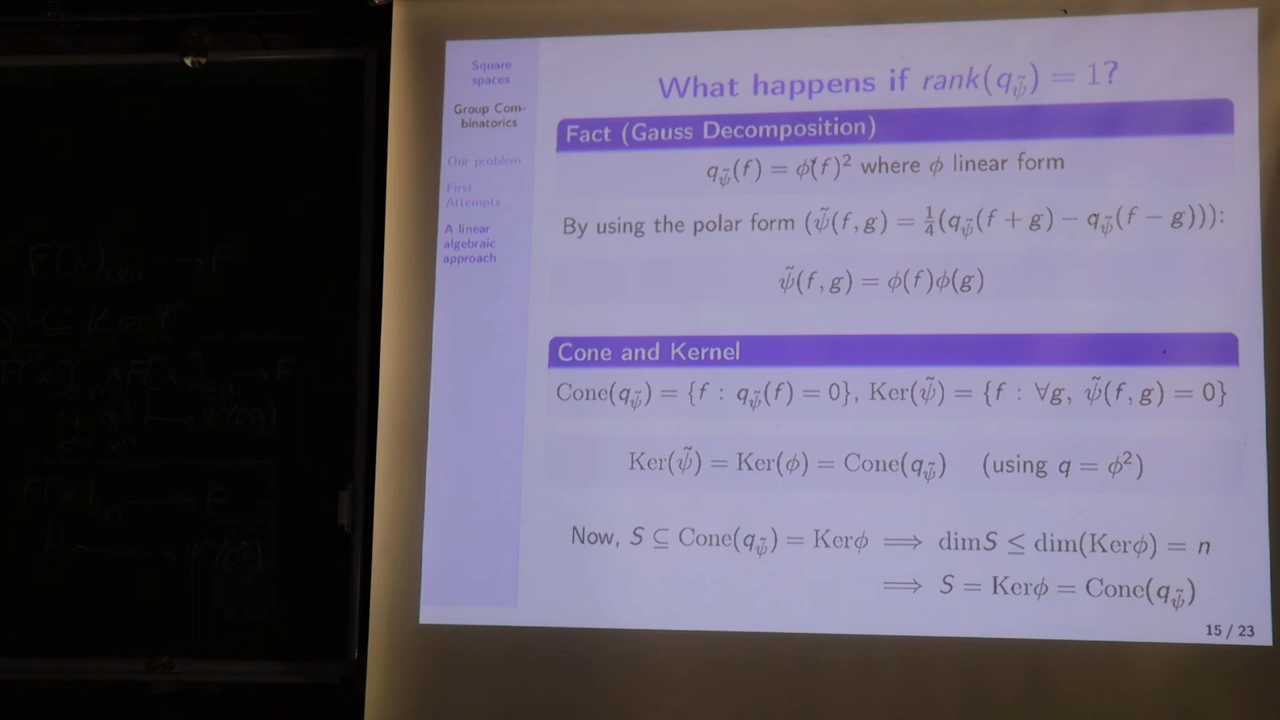 Square
spaces
Group Com-
binatorics
Our problem
First
Attempts
A linear
algebraic
approach
What happens if rank(q_ψ̃) = 1?
Fact (Gauss Decomposition)
q_ψ̃(f) = ϕ(f)² where ϕ linear form
By using the polar form (ψ̃(f, g) = ¼(q_ψ̃(f + g) − q_ψ̃(f − g))):
ψ̃(f, g) = ϕ(f)ϕ(g)
Cone and Kernel
Cone(q_ψ̃) = {f : q_ψ̃(f) = 0}, Ker(ψ̃) = {f : ∀g, ψ̃(f, g) = 0}
Ker(ψ̃) = Ker(ϕ) = Cone(q_ψ̃) (using q = ϕ²)
Now, S ⊆ Cone(q_ψ̃) = Kerϕ ⟹ dimS ≤ dim(Kerϕ) = n
⟹ S = Kerϕ = Cone(q_ψ̃)
15 / 23